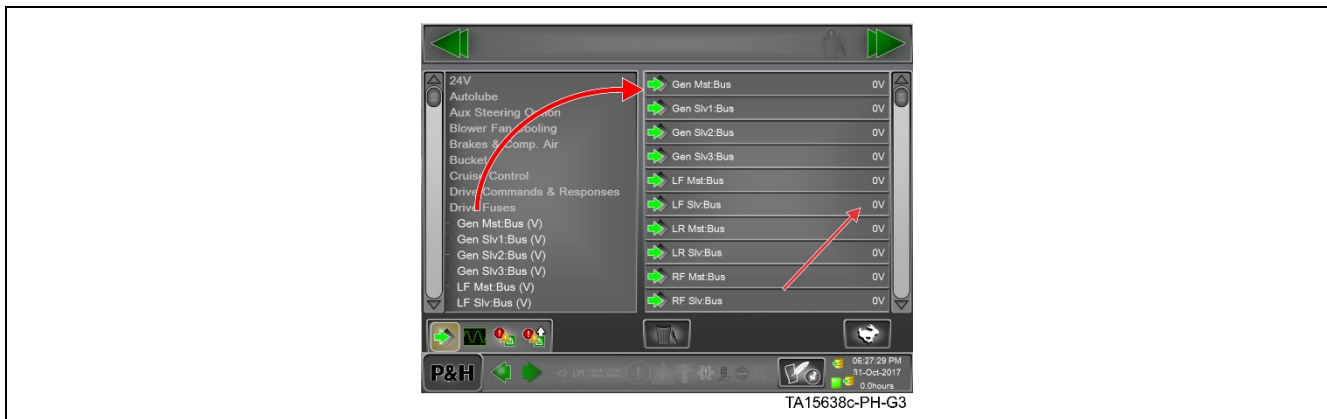 24V
Autolube
Aux Steering Option
Blower Fan Cooling
Brakes & Comp. Air
Bucket
Cruise Control
Drive Commands & Responses
Drive Fuses
Gen Mst:Bus (V)
Gen Slv1:Bus (V)
Gen Slv2:Bus (V)
Gen Slv3:Bus (V)
LF Mst:Bus (V)
LF Slv:Bus (V)
Gen Mst:Bus 0V
Gen Slv1:Bus 0V
Gen Slv2:Bus 0V
Gen Slv3:Bus 0V
LF Mst:Bus 0V
LF Slv:Bus 0V
LR Mst:Bus 0V
LR Slv:Bus 0V
RF Mst:Bus 0V
RF Slv:Bus 0V
P&H
LIM
06:27:29 PM
31-Oct-2017
0.0hours
TA15638c-PH-G3